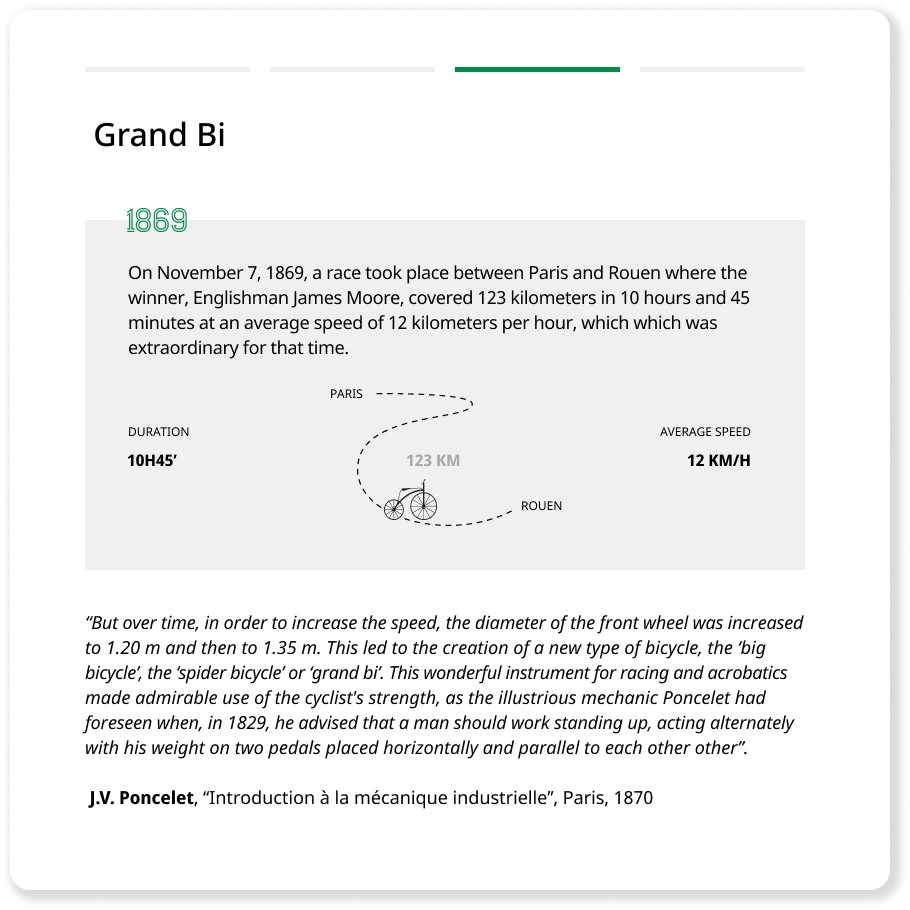 Grand Bi
1869
On November 7, 1869, a race took place between Paris and Rouen where the
winner, Englishman James Moore, covered 123 kilometers in 10 hours and 45
minutes at an average speed of 12 kilometers per hour, which which was
extraordinary for that time.
PARIS
DURATION
AVERAGE SPEED
10H45’
123 KM
12 KM/H
ROUEN
“But over time, in order to increase the speed, the diameter of the front wheel was increased
to 1.20 m and then to 1.35 m. This led to the creation of a new type of bicycle, the ‘big
bicycle’, the ‘spider bicycle’ or ‘grand bi’. This wonderful instrument for racing and acrobatics
made admirable use of the cyclist's strength, as the illustrious mechanic Poncelet had
foreseen when, in 1829, he advised that a man should work standing up, acting alternately
with his weight on two pedals placed horizontally and parallel to each other other”.
J.V. Poncelet, “Introduction à la mécanique industrielle”, Paris, 1870